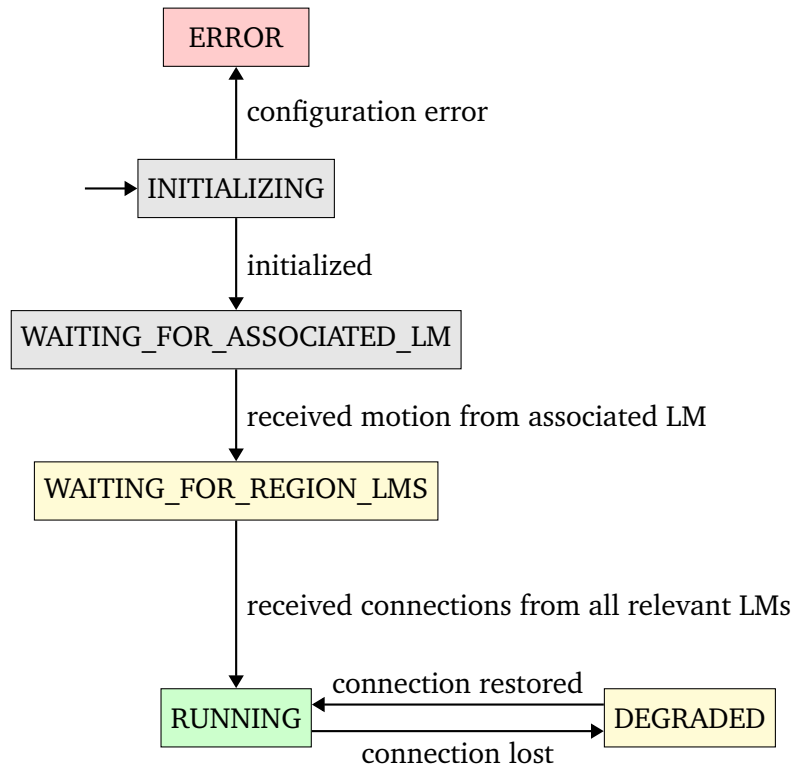 ERROR
configuration error
INITIALIZING
initialized
WAITING_FOR_ASSOCIATED_LM
received motion from associated LM
WAITING_FOR_REGION_LMS
received connections from all relevant LMs
connection restored
RUNNING
DEGRADED
connection lost